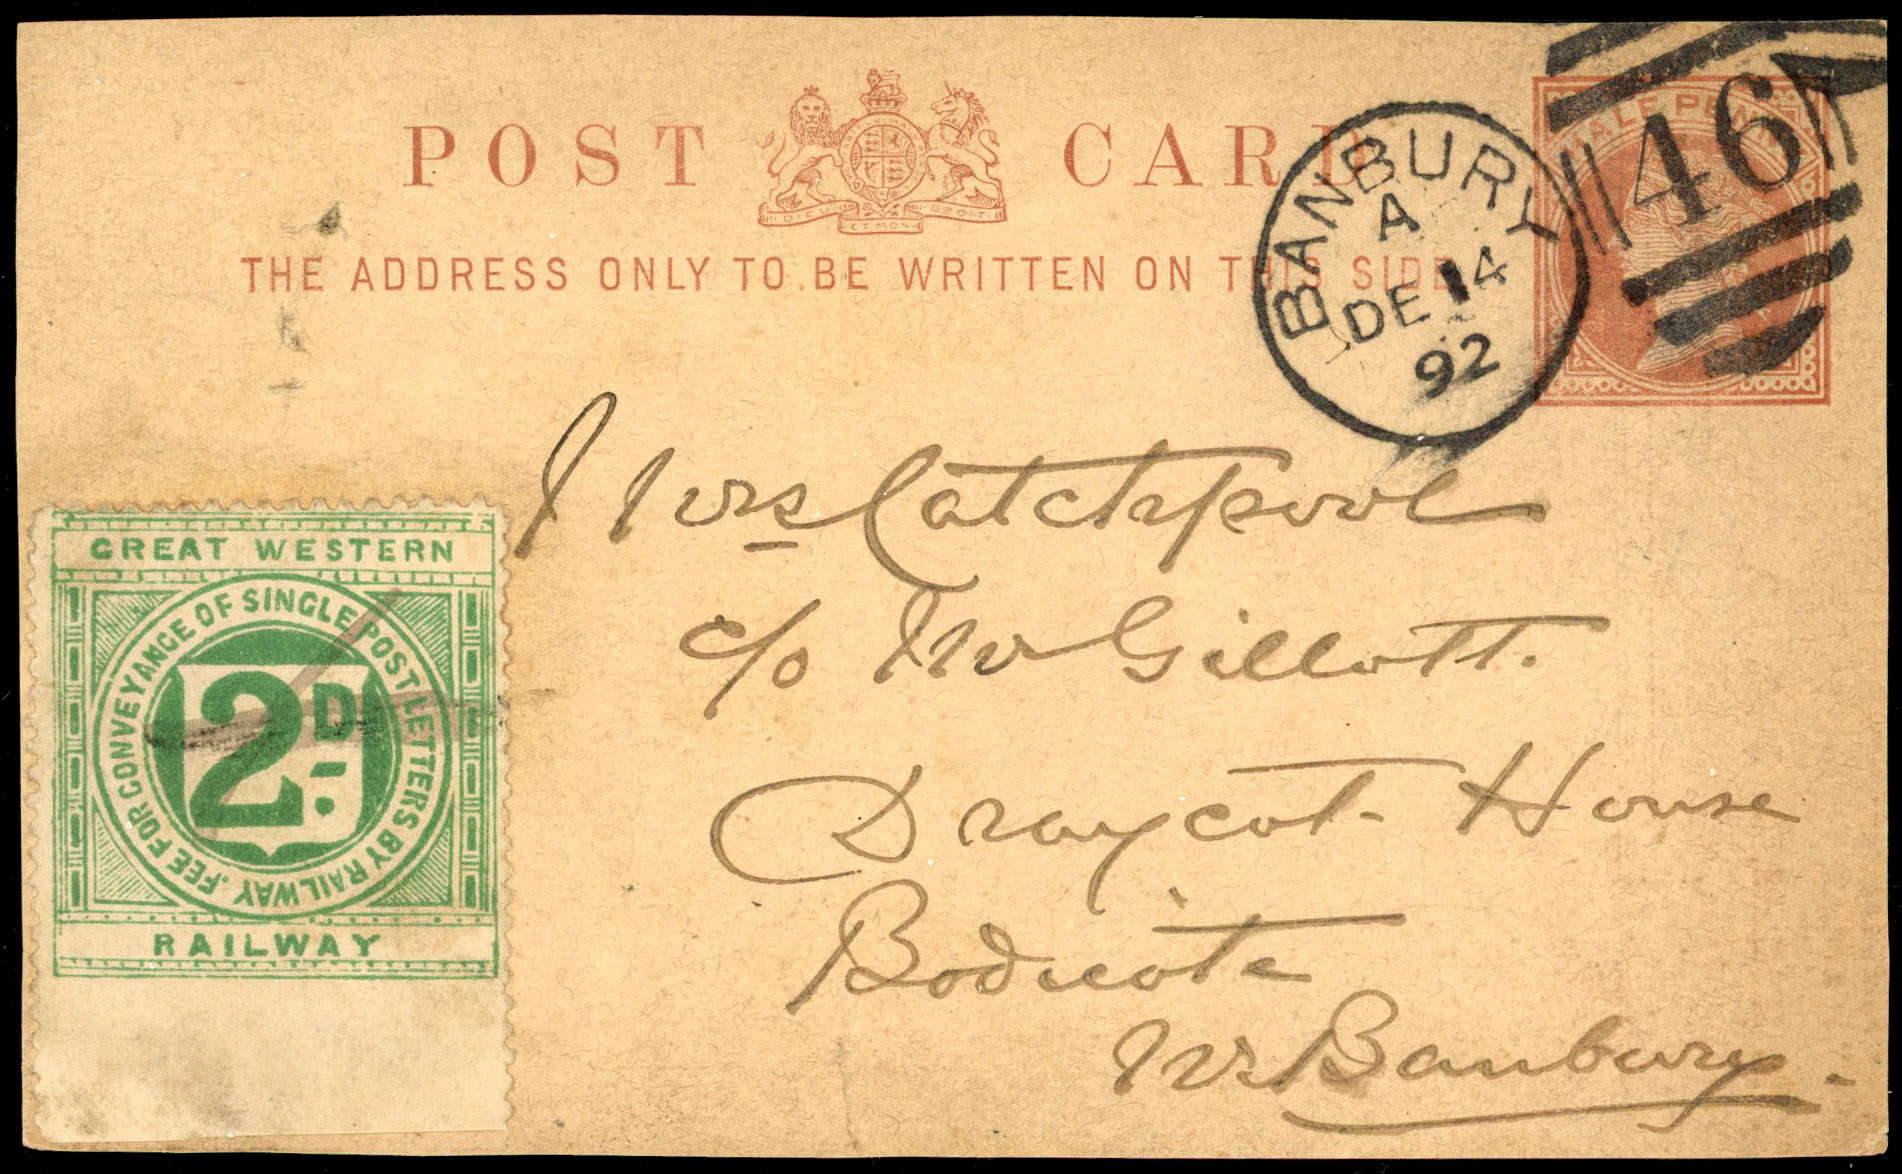 POST CARD
DIEU ET MON DROIT
THE ADDRESS ONLY TO BE WRITTEN ON THIS SIDE
HALF PENNY
BANBURY
A
DE 14
92
46
Mrs Catchpool
c/o Mr Gillott.
Draycot House
Bodicote
Nr Banbury.
GREAT WESTERN
FEE FOR CONVEYANCE OF SINGLE POST LETTERS BY RAILWAY.
2D.
RAILWAY